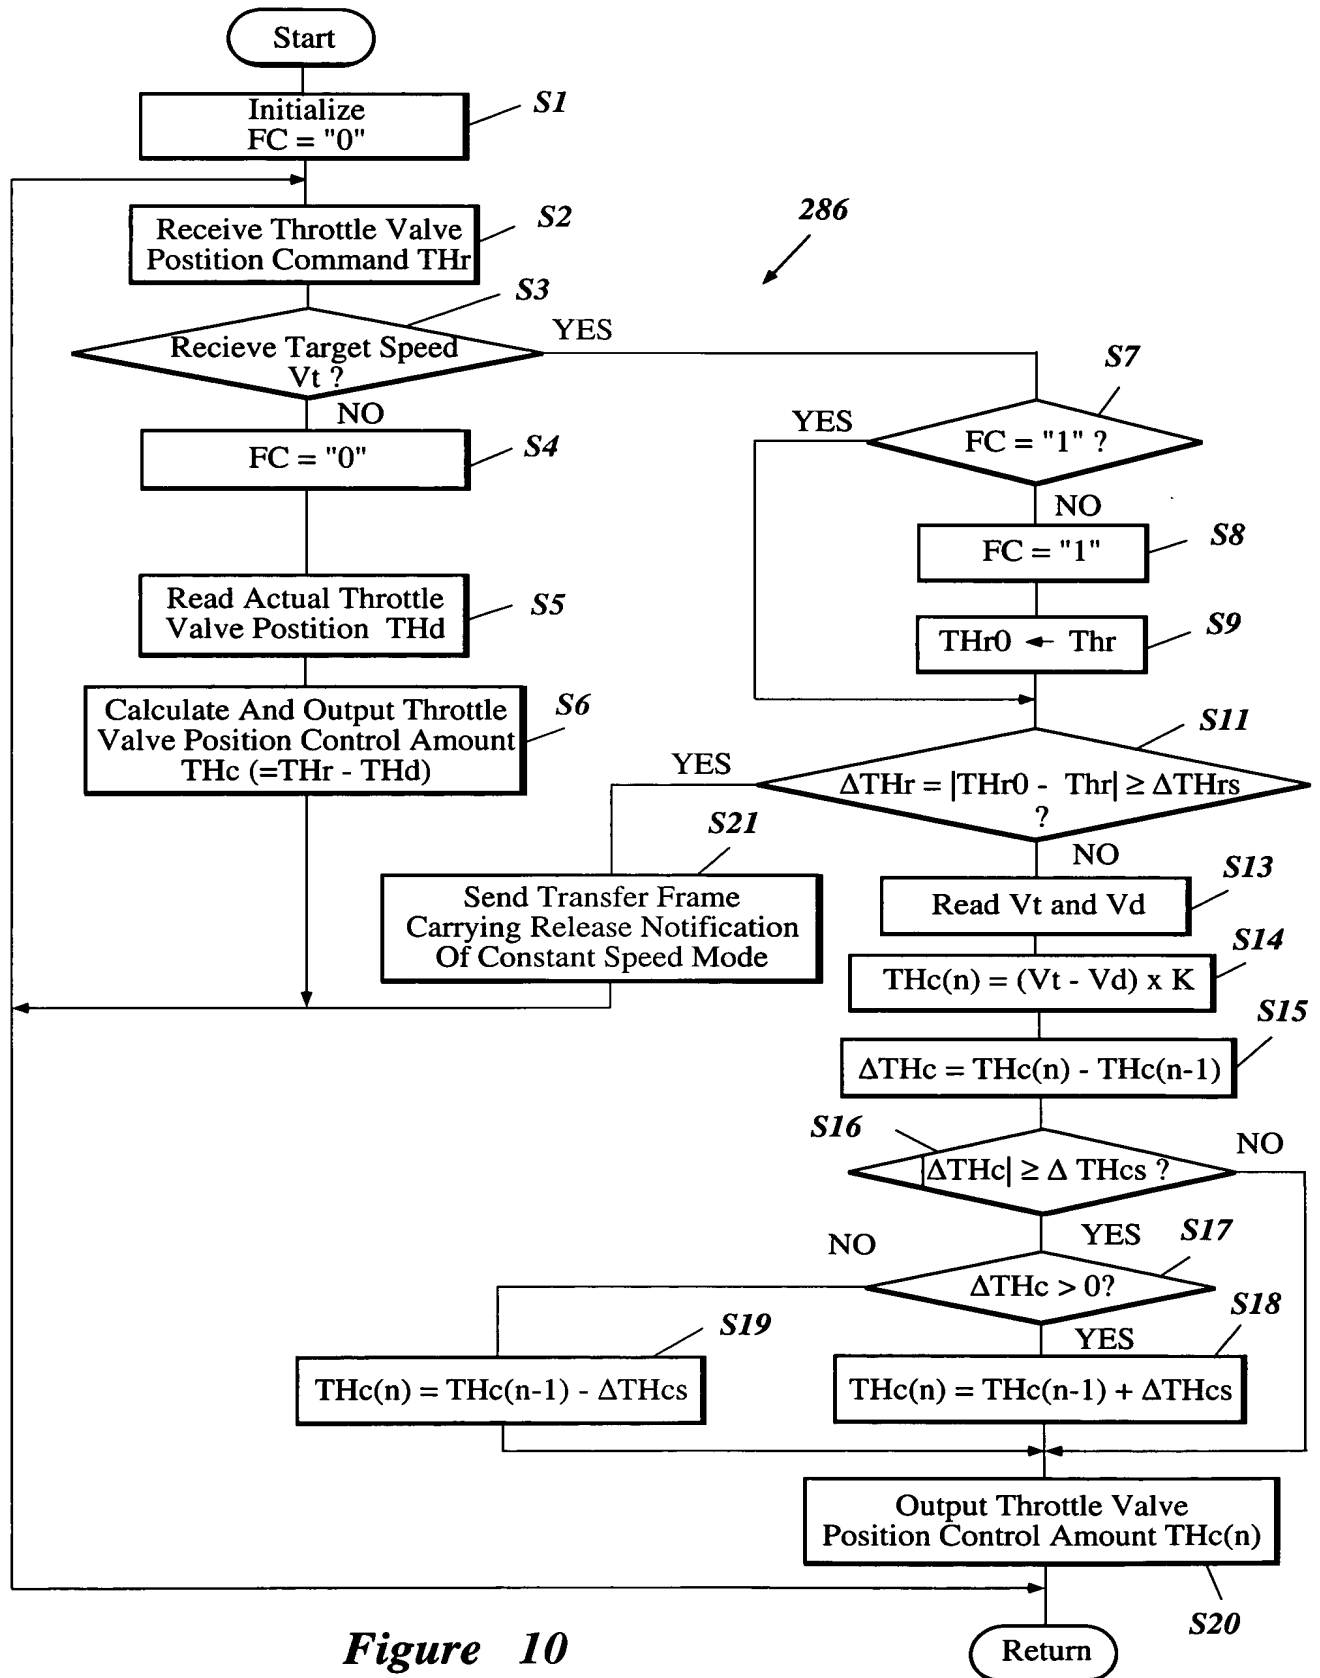 Start
Initialize
FC = "0"
S1
Receive Throttle Valve
Postition Command THr
S2
286
Recieve Target Speed
Vt ?
S3
YES
NO
FC = "0"
S4
Read Actual Throttle
Valve Postition THd
S5
Calculate And Output Throttle
Valve Position Control Amount
THc (=THr - THd)
S6
S7
YES
FC = "1" ?
NO
FC = "1"
S8
THr0 ← Thr
S9
S11
YES
ΔTHr = |THr0 - Thr| ≥ ΔTHrs
?
NO
S21
Send Transfer Frame
Carrying Release Notification
Of Constant Speed Mode
S13
Read Vt and Vd
S14
THc(n) = (Vt - Vd) x K
S15
ΔTHc = THc(n) - THc(n-1)
S16
NO
|ΔTHc| ≥ Δ THcs ?
YES
S17
NO
ΔTHc > 0?
YES
S18
S19
THc(n) = THc(n-1) - ΔTHcs
THc(n) = THc(n-1) + ΔTHcs
Output Throttle Valve
Position Control Amount THc(n)
S20
Return
Figure 10